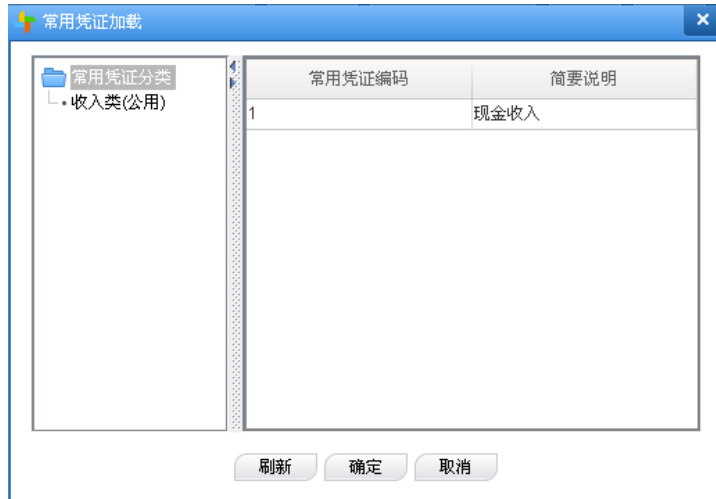 常用凭证加载
常用凭证分类
收入类(公用)
常用凭证编码 简要说明
1 现金收入
刷新 确定 取消